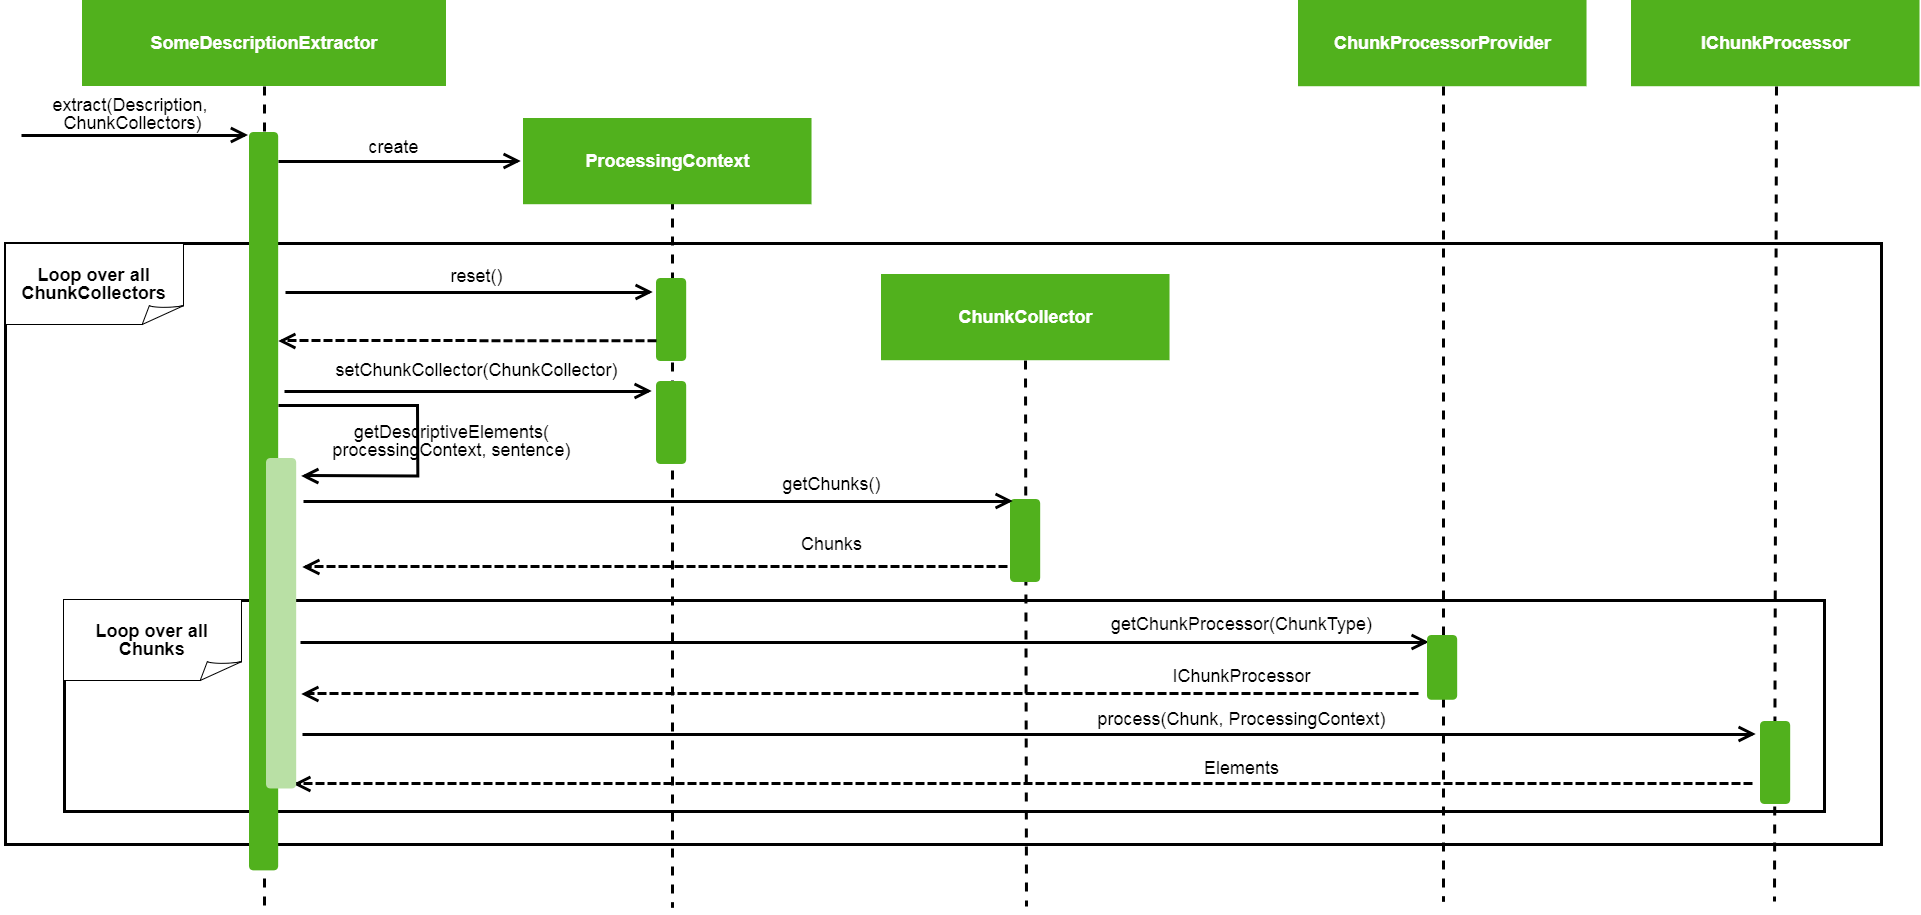 SomeDescriptionExtractor
ChunkProcessorProvider
IChunkProcessor
extract(Description,
ChunkCollectors)
create
ProcessingContext
Loop over all
ChunkCollectors
reset()
ChunkCollector
setChunkCollector(ChunkCollector)
getDescriptiveElements(
processingContext, sentence)
getChunks()
Chunks
Loop over all
Chunks
getChunkProcessor(ChunkType)
IChunkProcessor
process(Chunk, ProcessingContext)
Elements